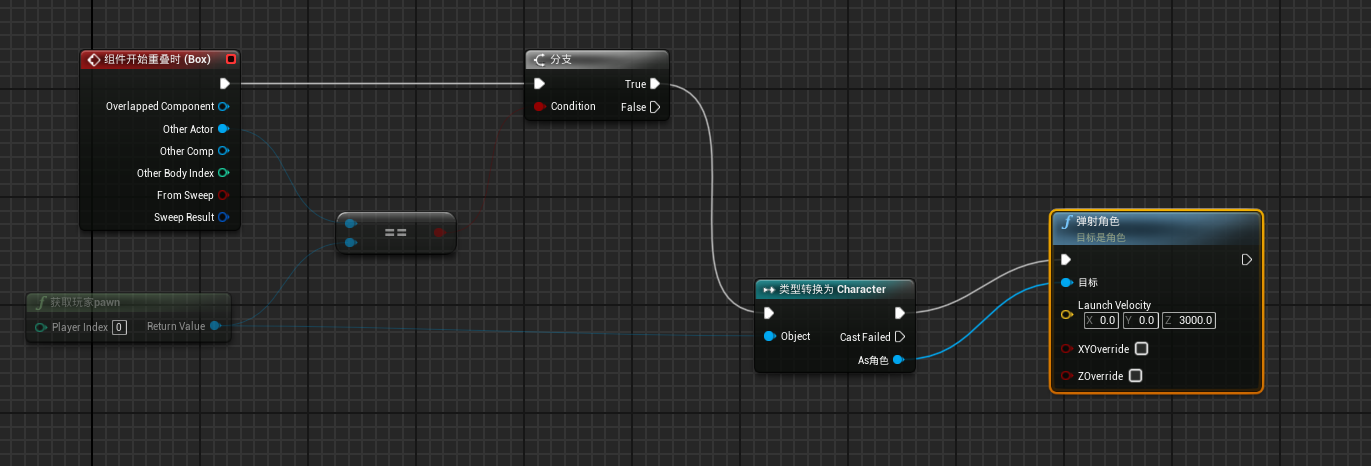 组件开始重叠时 (Box)
Overlapped Component
Other Actor
Other Comp
Other Body Index
From Sweep
Sweep Result
分支
True
Condition
False
==
f 获取玩家pawn
Player Index 0
Return Value
类型转换为 Character
Object
Cast Failed
As角色
f 弹射角色
目标是角色
目标
Launch Velocity
X 0.0 Y 0.0 Z 3000.0
XYOverride
ZOverride